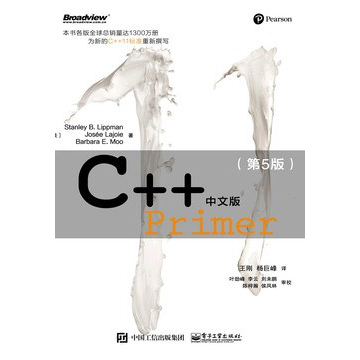 Broadview®
www.broadview.com.cn
Pearson
本书各版全球总销量达1300万册
为新的C++11标准重新撰写
Stanley B. Lippman
Josée Lajoie 著
Barbara E. Moo
（第5版）
C++ 中文版
Primer
王刚 杨巨峰 译
叶劲峰 李云 刘未鹏
陈梓瀚 侯凤林 审校
中国工信出版集团
电子工业出版社